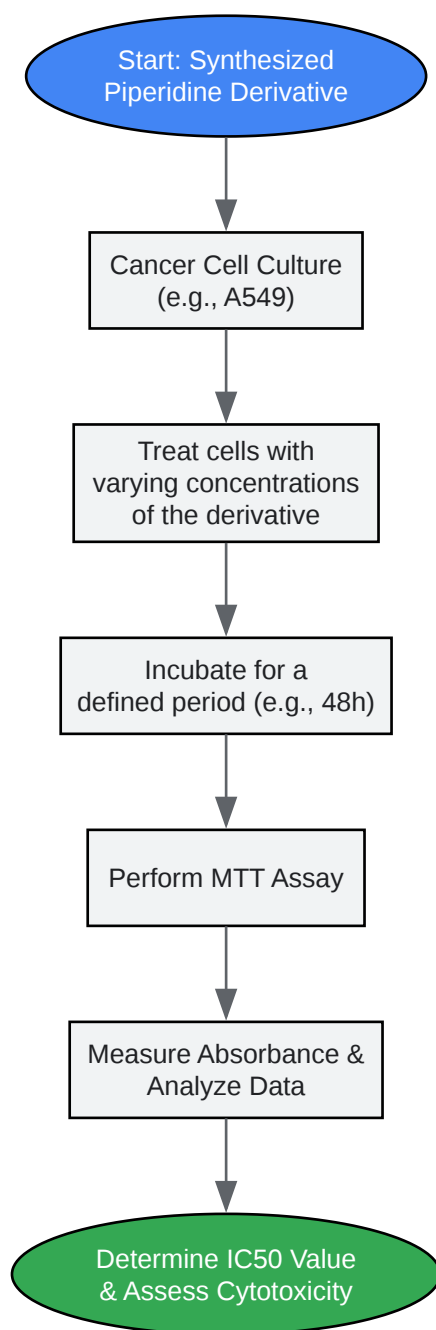 Start: Synthesized
Piperidine Derivative
Cancer Cell Culture
(e.g., A549)
Treat cells with
varying concentrations
of the derivative
Incubate for a
defined period (e.g., 48h)
Perform MTT Assay
Measure Absorbance &
Analyze Data
Determine IC50 Value
& Assess Cytotoxicity